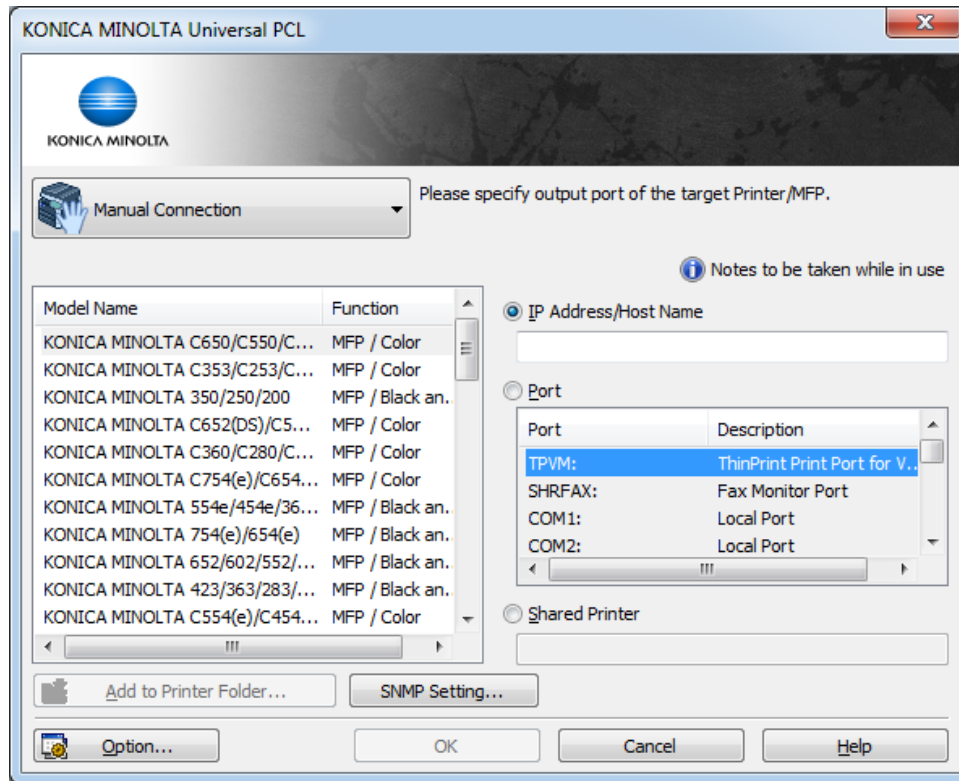 KONICA MINOLTA Universal PCL
KONICA MINOLTA
Manual Connection
Please specify output port of the target Printer/MFP.
Notes to be taken while in use
Model Name Function
KONICA MINOLTA C650/C550/C... MFP / Color
KONICA MINOLTA C353/C253/C... MFP / Color
KONICA MINOLTA 350/250/200 MFP / Black an..
KONICA MINOLTA C652(DS)/C5... MFP / Color
KONICA MINOLTA C360/C280/C... MFP / Color
KONICA MINOLTA C754(e)/C654... MFP / Color
KONICA MINOLTA 554e/454e/36... MFP / Black an..
KONICA MINOLTA 754(e)/654(e) MFP / Black an..
KONICA MINOLTA 652/602/552/... MFP / Black an..
KONICA MINOLTA 423/363/283/... MFP / Black an..
KONICA MINOLTA C554(e)/C454... MFP / Color
IP Address/Host Name
Port
Port Description
TPVM: ThinPrint Print Port for V..
SHRFAX: Fax Monitor Port
COM1: Local Port
COM2: Local Port
Shared Printer
Add to Printer Folder...
SNMP Setting...
Option...
OK
Cancel
Help